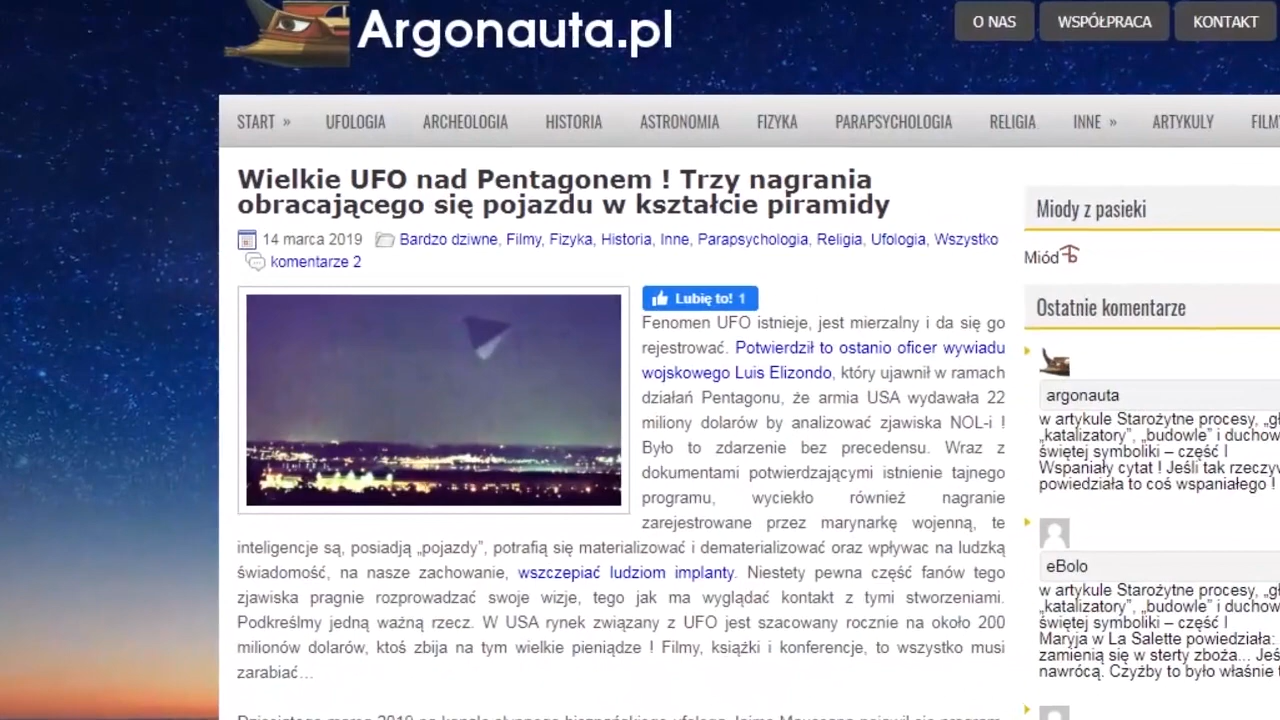 Argonauta.pl
O NAS
WSPÓŁPRACA
KONTAKT
START »
UFOLOGIA
ARCHEOLOGIA
HISTORIA
ASTRONOMIA
FIZYKA
PARAPSYCHOLOGIA
RELIGIA
INNE »
ARTYKUŁY
FILM
Wielkie UFO nad Pentagonem ! Trzy nagrania
obracającego się pojazdu w kształcie piramidy
14 marca 2019 Bardzo dziwne, Filmy, Fizyka, Historia, Inne, Parapsychologia, Religia, Ufologia, Wszystko
komentarze 2
Lubię to! 1
Fenomen UFO istnieje, jest mierzalny i da się go
rejestrować. Potwierdził to ostanio oficer wywiadu
wojskowego Luis Elizondo, który ujawnił w ramach
działań Pentagonu, że armia USA wydawała 22
miliony dolarów by analizować zjawiska NOL-i !
Było to zdarzenie bez precedensu. Wraz z
dokumentami potwierdzającymi istnienie tajnego
programu, wyciekło również nagranie
zarejestrowane przez marynarkę wojenną, te
inteligencje są, posiadją „pojazdy”, potrafią się materializować i dematerializować oraz wpływac na ludzką
świadomość, na nasze zachowanie, wszczepiać ludziom implanty. Niestety pewna część fanów tego
zjawiska pragnie rozprowadzać swoje wizje, tego jak ma wyglądać kontakt z tymi stworzeniami.
Podkreślmy jedną ważną rzecz. W USA rynek związany z UFO jest szacowany rocznie na około 200
milionów dolarów, ktoś zbija na tym wielkie pieniądze ! Filmy, książki i konferencje, to wszystko musi
zarabiać…
Miody z pasieki
Miód
Ostatnie komentarze
argonauta
w artykule Starożytne procesy, „gł
„katalizatory”, „budowle” i duchow
świętej symboliki – część I
Wspaniały cytat ! Jeśli tak rzeczyw
powiedziała to coś wspaniałego !
eBolo
w artykule Starożytne procesy, „gł
„katalizatory”, „budowle” i duchow
świętej symboliki – część I
Maryja w La Salette powiedziała:
zamienią się w sterty zboża... Jeś
nawrócą. Czyżby to było właśnie t